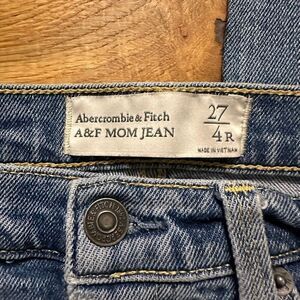 Abercrombie & Fitch
A&F MOM JEAN
27
4R
MADE IN VIETNAM